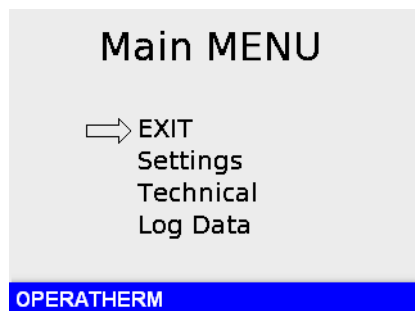 Main MENU
EXIT
Settings
Technical
Log Data
OPERATHERM